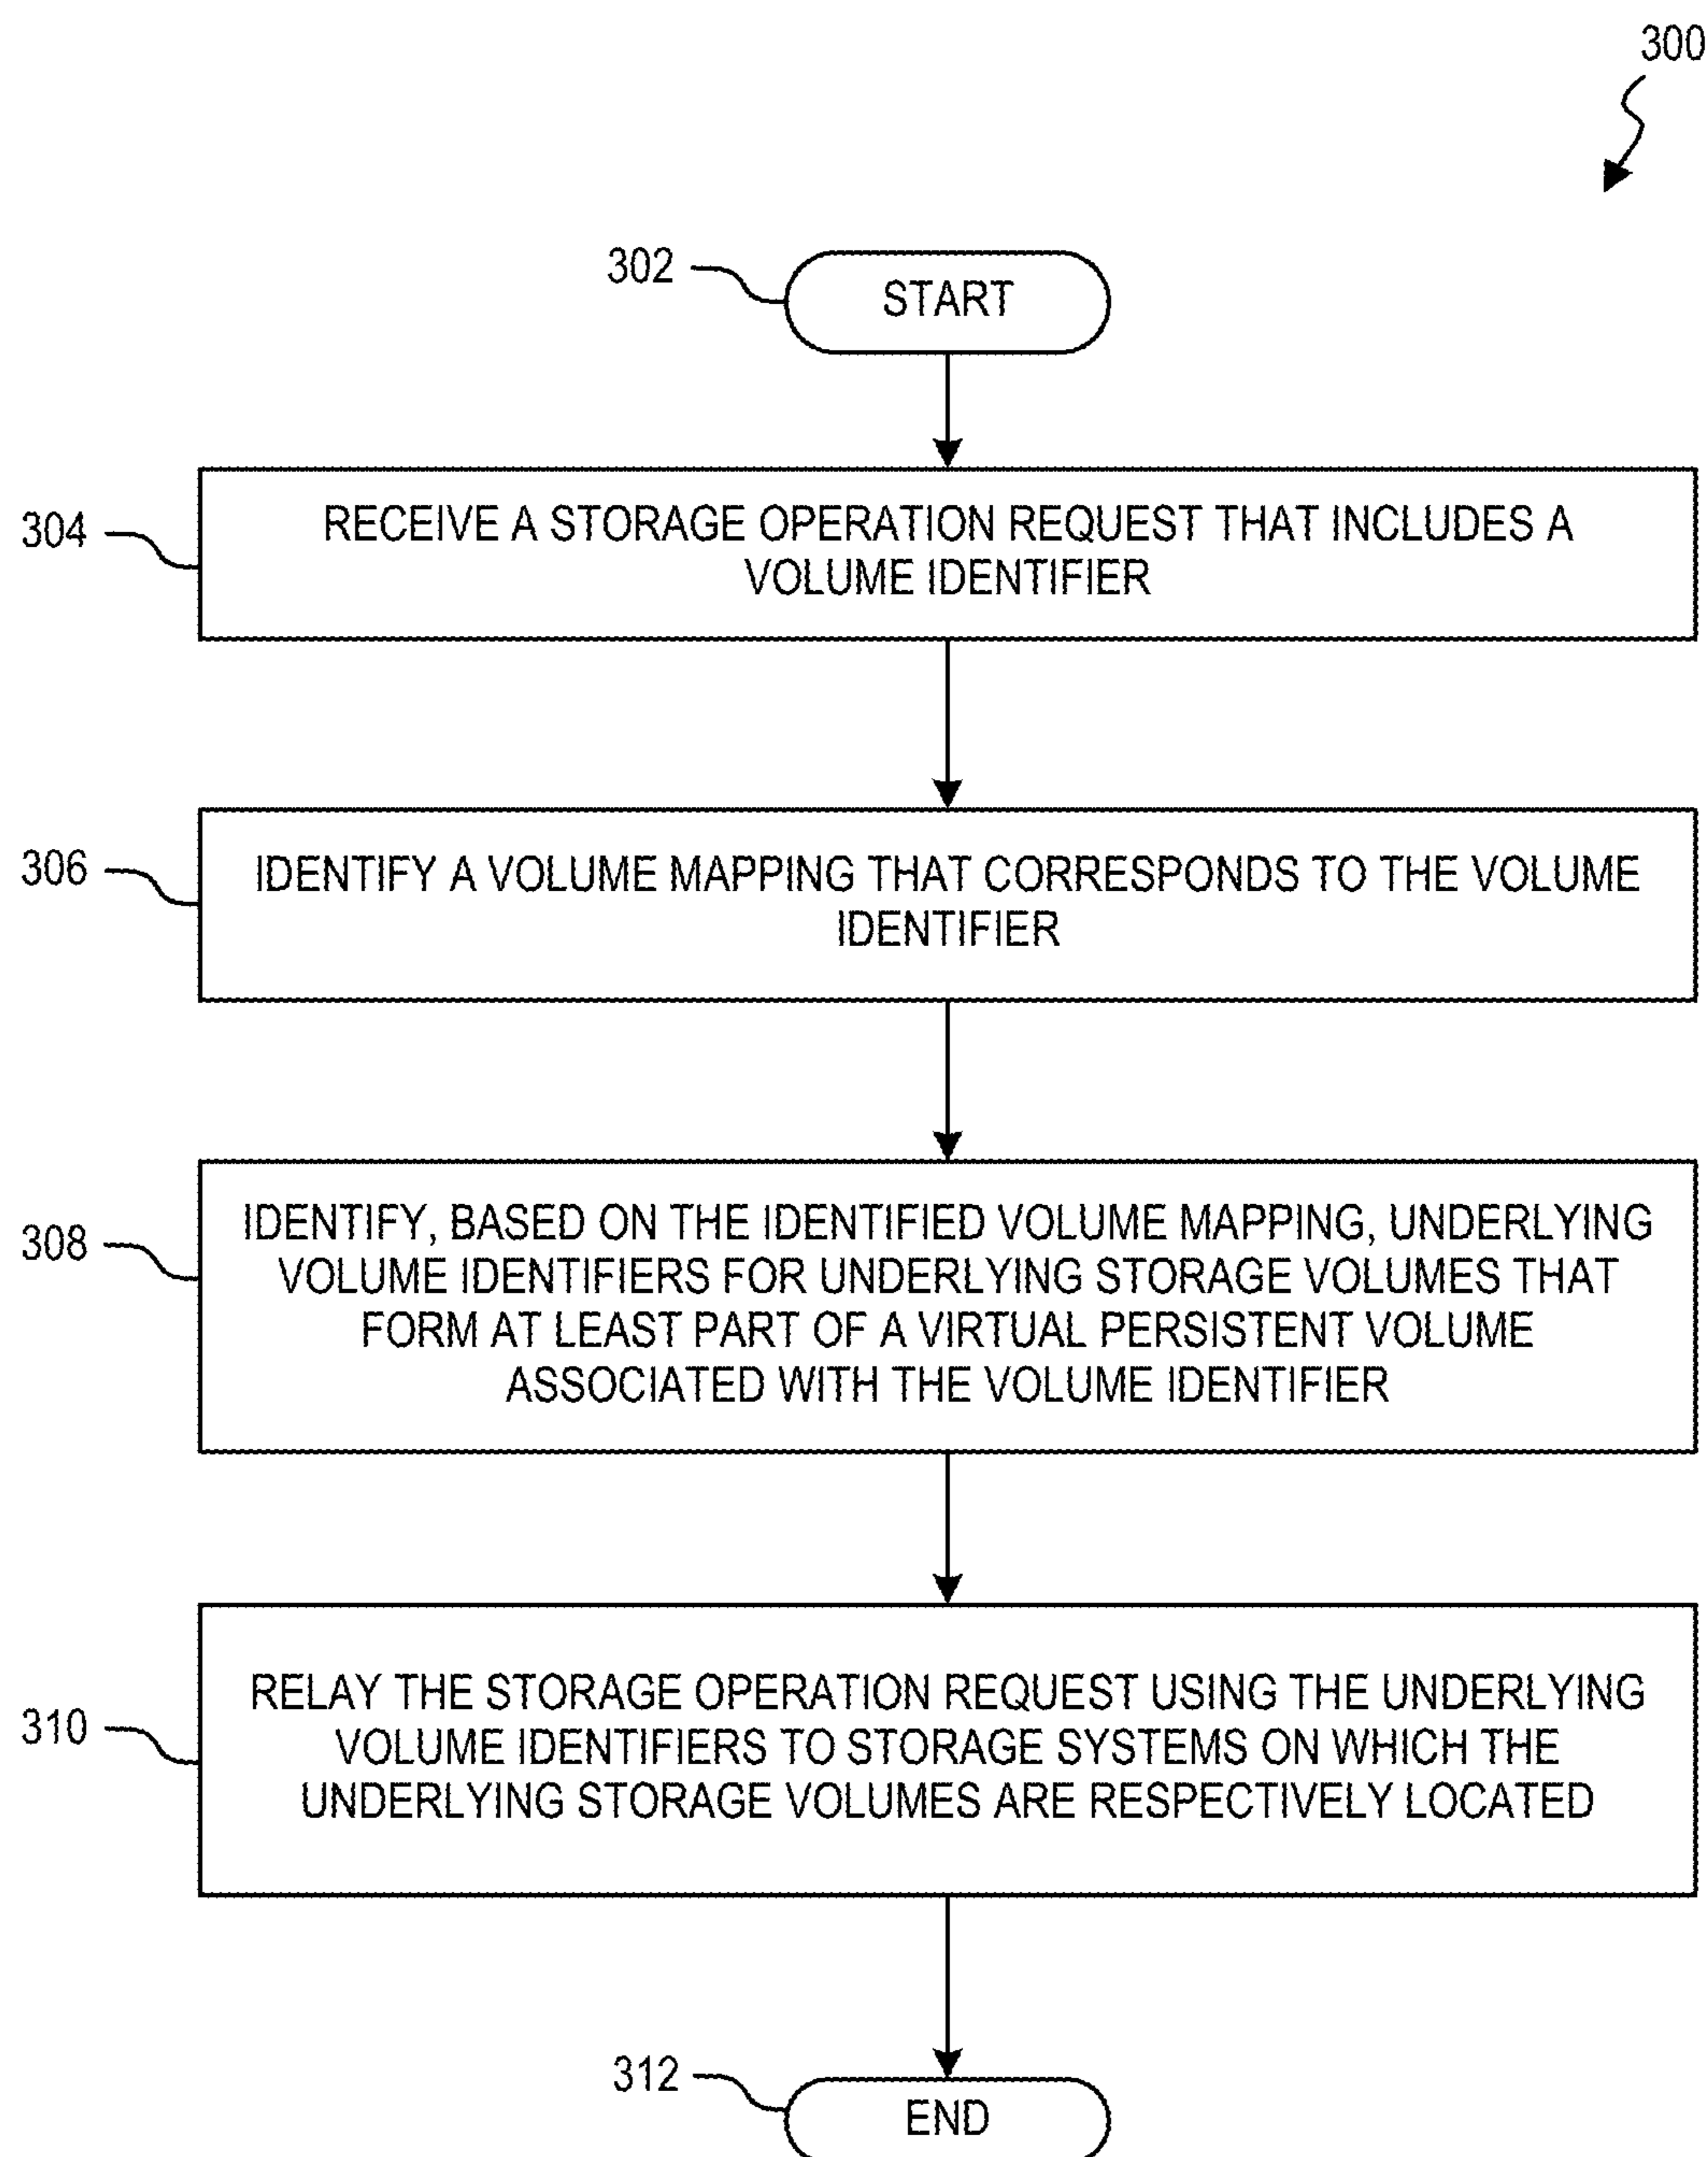 300
302
START
304
RECEIVE A STORAGE OPERATION REQUEST THAT INCLUDES A
VOLUME IDENTIFIER
306
IDENTIFY A VOLUME MAPPING THAT CORRESPONDS TO THE VOLUME
IDENTIFIER
308
IDENTIFY, BASED ON THE IDENTIFIED VOLUME MAPPING, UNDERLYING
VOLUME IDENTIFIERS FOR UNDERLYING STORAGE VOLUMES THAT
FORM AT LEAST PART OF A VIRTUAL PERSISTENT VOLUME
ASSOCIATED WITH THE VOLUME IDENTIFIER
310
RELAY THE STORAGE OPERATION REQUEST USING THE UNDERLYING
VOLUME IDENTIFIERS TO STORAGE SYSTEMS ON WHICH THE
UNDERLYING STORAGE VOLUMES ARE RESPECTIVELY LOCATED
312
END